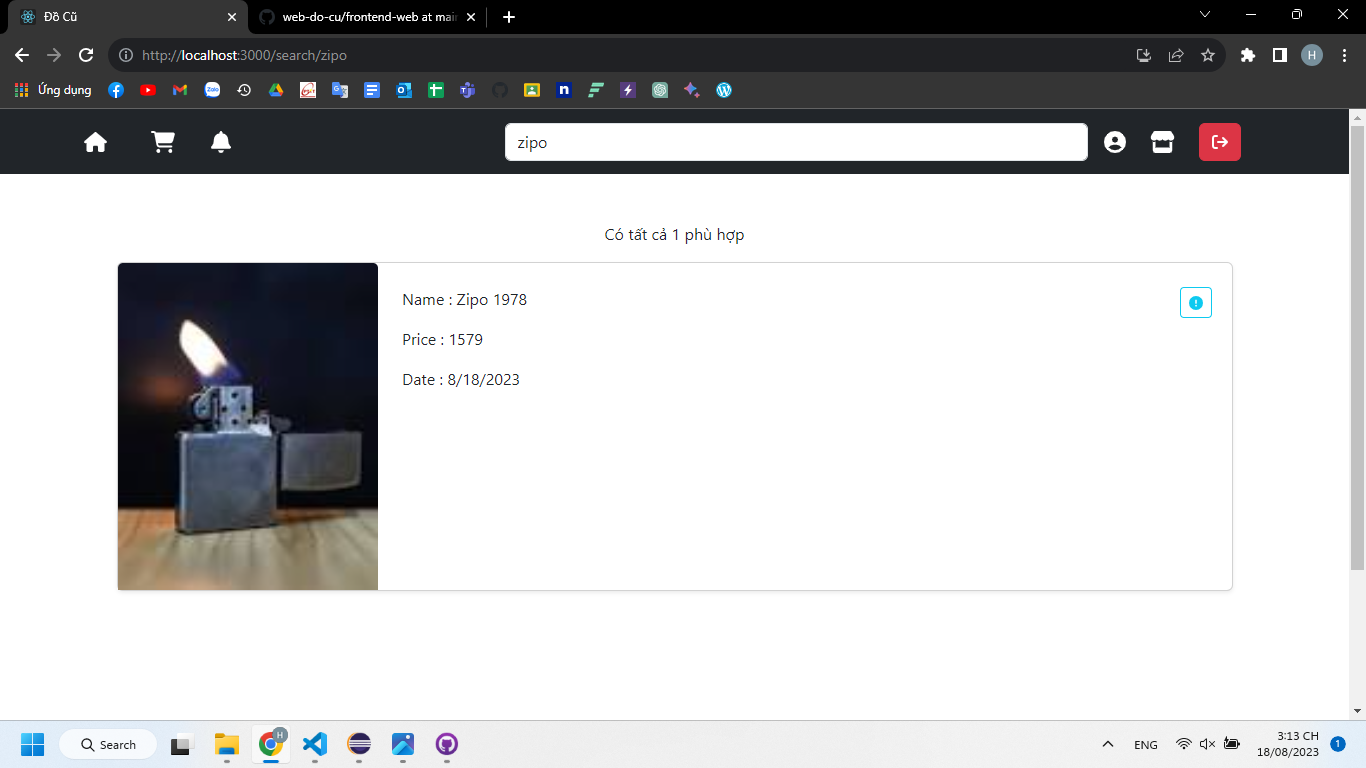 Đồ Cũ
web-do-cu/frontend-web at mai
http://localhost:3000/search/zipo
H
Ứng dụng
zipo
Có tất cả 1 phù hợp
Name : Zipo 1978
Price : 1579
Date : 8/18/2023
Search
H
ENG
3:13 CH
18/08/2023
1